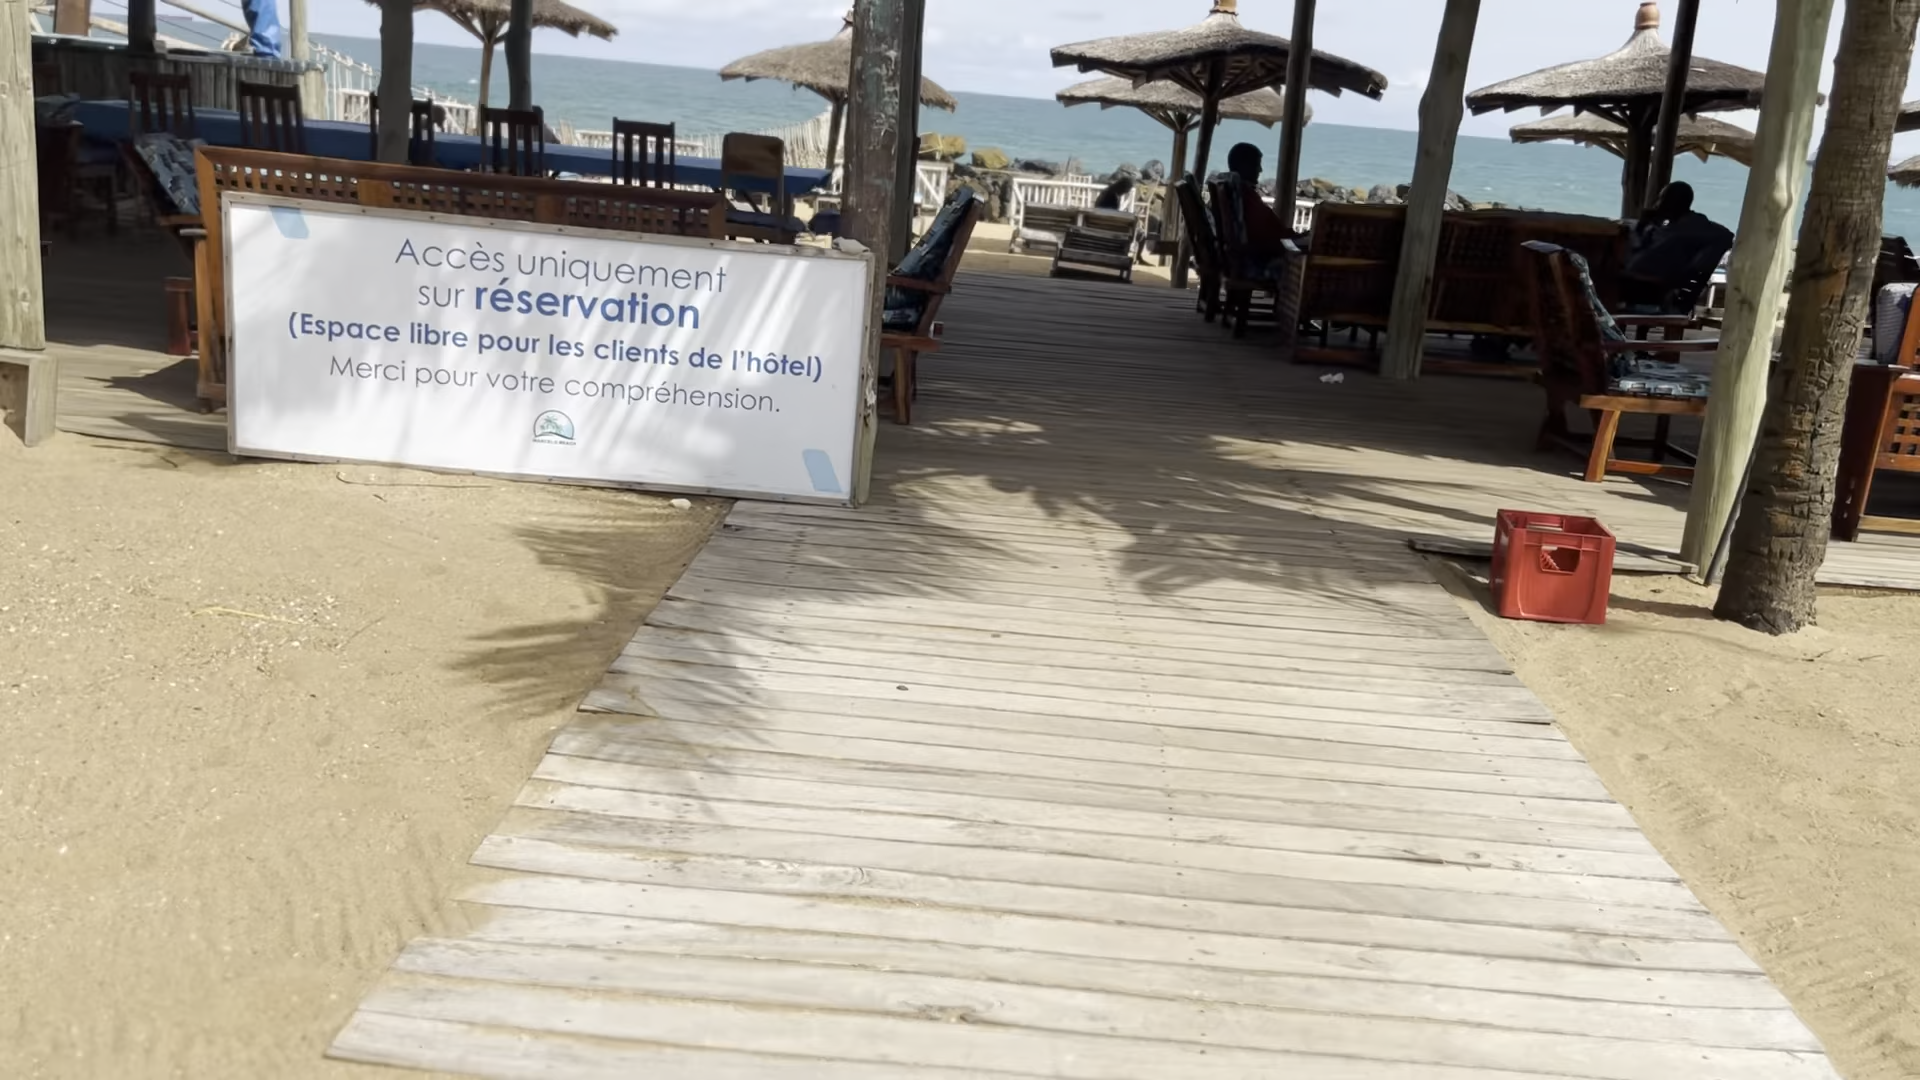 Accès uniquement
sur réservation
(Espace libre pour les clients de l'hôtel)
Merci pour votre compréhension.